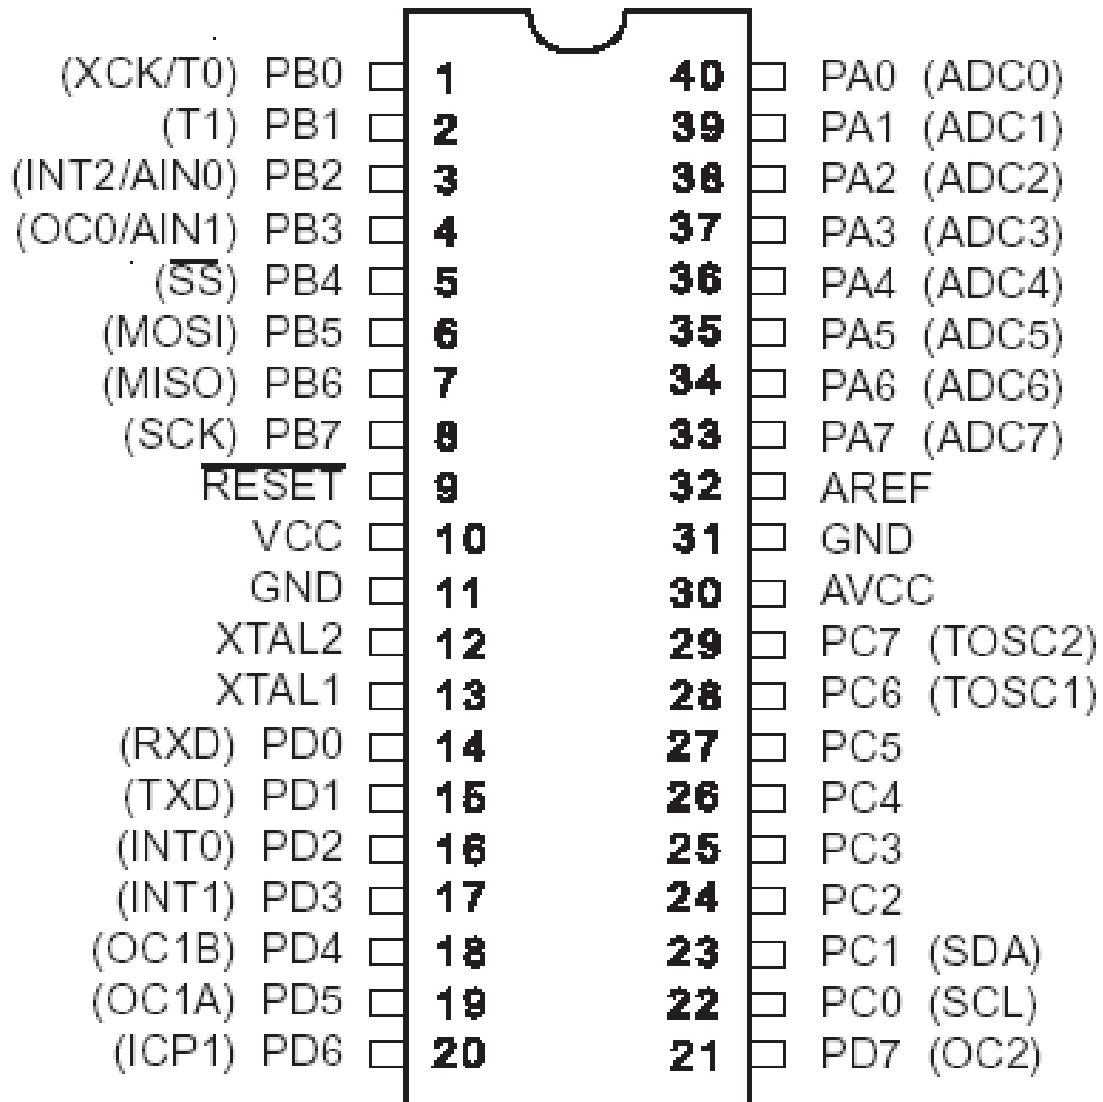 (XCK/T0) PB0 1 40 PA0 (ADC0)
(T1) PB1 2 39 PA1 (ADC1)
(INT2/AIN0) PB2 3 38 PA2 (ADC2)
(OC0/AIN1) PB3 4 37 PA3 (ADC3)
(S̅S̅) PB4 5 36 PA4 (ADC4)
(MOSI) PB5 6 35 PA5 (ADC5)
(MISO) PB6 7 34 PA6 (ADC6)
(SCK) PB7 8 33 PA7 (ADC7)
R̅E̅S̅E̅T̅ 9 32 AREF
VCC 10 31 GND
GND 11 30 AVCC
XTAL2 12 29 PC7 (TOSC2)
XTAL1 13 28 PC6 (TOSC1)
(RXD) PD0 14 27 PC5
(TXD) PD1 15 26 PC4
(INT0) PD2 16 25 PC3
(INT1) PD3 17 24 PC2
(OC1B) PD4 18 23 PC1 (SDA)
(OC1A) PD5 19 22 PC0 (SCL)
(ICP1) PD6 20 21 PD7 (OC2)